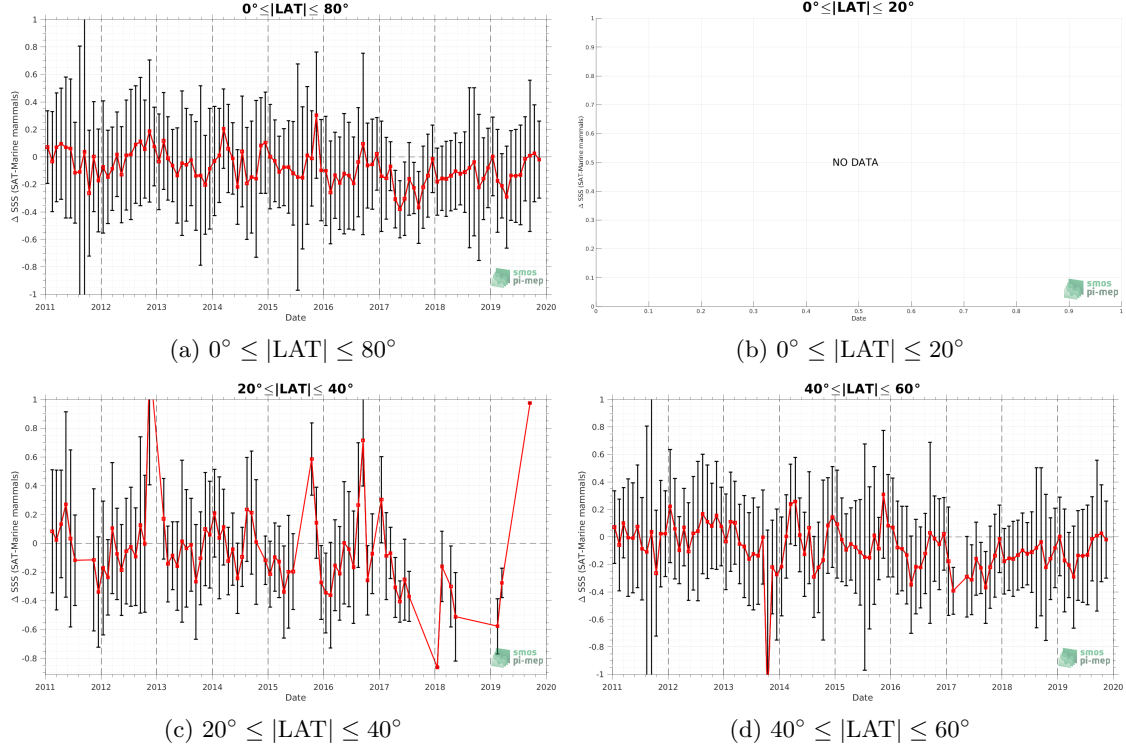 0°≤|LAT|≤ 80°
1
0.8
0.6
0.4
0.2
0
-0.2
-0.4
-0.6
-0.8
-1
Δ SSS (SAT-Marine mammals)
2011 2012 2013 2014 2015 2016 2017 2018 2019 2020
Date
smos
pi-mep
(a) 0° ≤ |LAT| ≤ 80°
0°≤|LAT|≤ 20°
1
0.9
0.8
0.7
0.6
0.5
0.4
0.3
0.2
0.1
0
Δ SSS (SAT-Marine mammals)
NO DATA
0 0.1 0.2 0.3 0.4 0.5 0.6 0.7 0.8 0.9 1
Date
smos
pi-mep
(b) 0° ≤ |LAT| ≤ 20°
20°≤|LAT|≤ 40°
1
0.8
0.6
0.4
0.2
0
-0.2
-0.4
-0.6
-0.8
Δ SSS (SAT-Marine mammals)
2011 2012 2013 2014 2015 2016 2017 2018 2019 2020
Date
smos
pi-mep
(c) 20° ≤ |LAT| ≤ 40°
40°≤|LAT|≤ 60°
1
0.8
0.6
0.4
0.2
0
-0.2
-0.4
-0.6
-0.8
-1
Δ SSS (SAT-Marine mammals)
2011 2012 2013 2014 2015 2016 2017 2018 2019 2020
Date
smos
pi-mep
(d) 40° ≤ |LAT| ≤ 60°